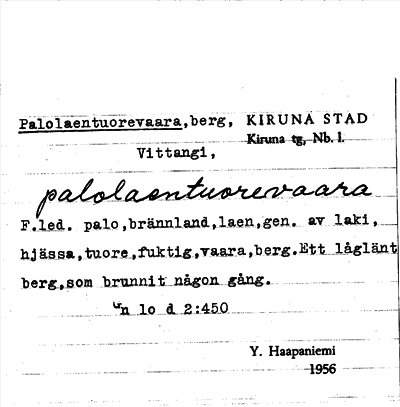 Palolaentuorevaara,berg, KIRUNA STAD
Kiruna tg, Nb. l.
Vittangi,
palolaentuorevaara
F.led. palo,brännland,laen,gen. av laki,
hjässa,tuore,fuktig,vaara,berg.Ett låglänt
berg,som brunnit någon gång.
n lo d 2:450
Y. Haapaniemi
1956